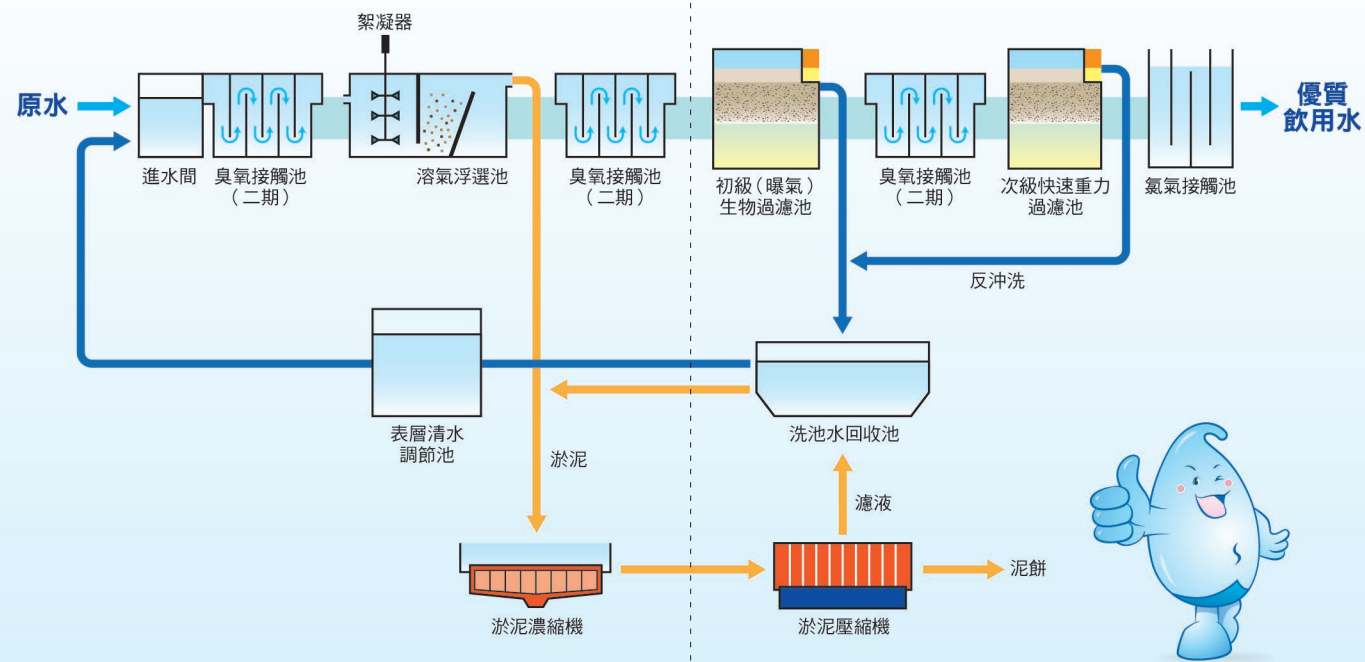 絮凝器
原水
優質
飲用水
進水間
臭氧接觸池
（二期）
溶氣浮選池
臭氧接觸池
（二期）
初級（曝氣）
生物過濾池
臭氧接觸池
（二期）
次級快速重力
過濾池
氯氣接觸池
反沖洗
表層清水
調節池
洗池水回收池
淤泥
濾液
泥餅
淤泥濃縮機
淤泥壓縮機